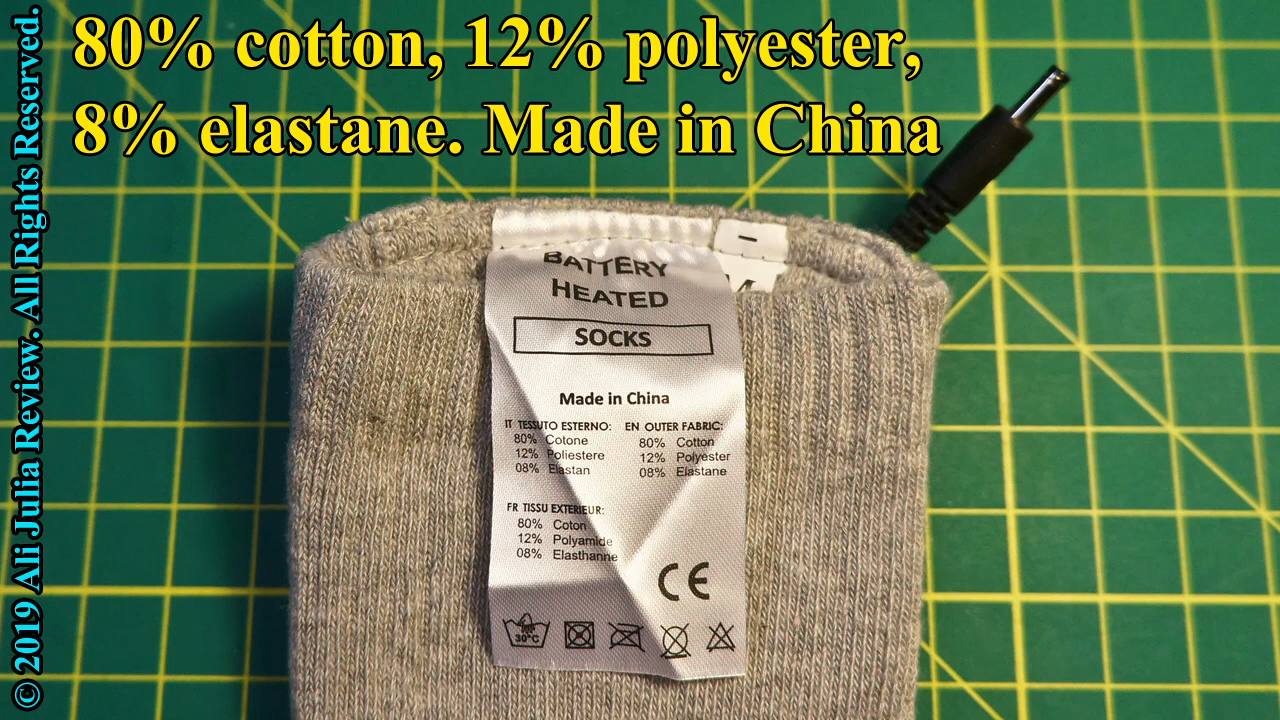 80% cotton, 12% polyester,
8% elastane. Made in China
© 2019 Ali Julia Review. All Rights Reserved.
BATTERY
HEATED
SOCKS
Made in China
IT TESSUTO ESTERNO:
80% Cotone
12% Poliestere
08% Elastan
EN OUTER FABRIC:
80% Cotton
12% Polyester
08% Elastane
FR TISSU EXTERIEUR:
80% Coton
12% Polyamide
08% Elasthanne
CE
30°C